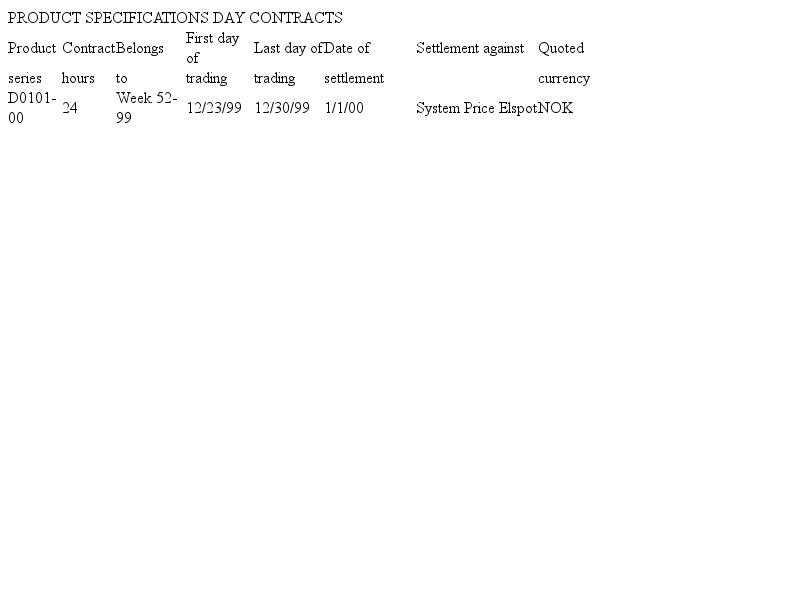 PRODUCT SPECIFICATIONS DAY CONTRACTS
Product Contract Belongs First day of Last day of Date of Settlement against Quoted
series hours to trading trading settlement currency
D0101-00 24 Week 52-99 12/23/99 12/30/99 1/1/00 System Price Elspot NOK